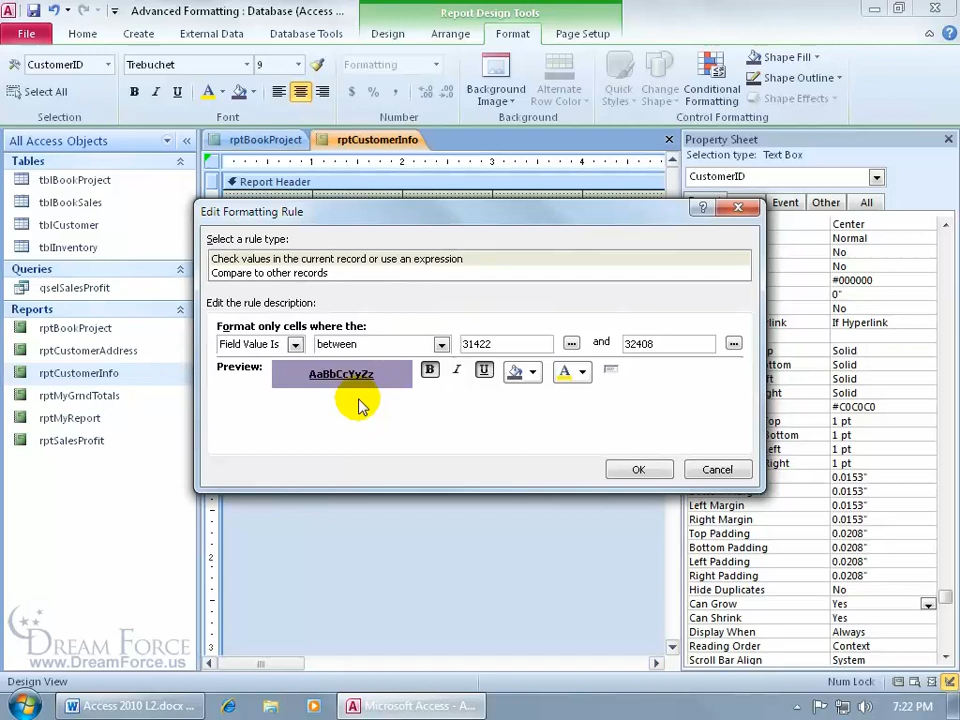 Advanced Formatting : Database (Access ...
Report Design Tools
File
Home
Create
External Data
Database Tools
Design
Arrange
Format
Page Setup
CustomerID
Trebuchet
9
Formatting
Select All
B I U
$ % ,
Background
Image
Alternate
Row Color
Quick
Styles
Change
Shape
Conditional
Formatting
Shape Fill
Shape Outline
Shape Effects
Selection
Font
Number
Background
Control Formatting
All Access Objects
Tables
tblBookProject
tblBookSales
tblCustomer
tblInventory
Queries
qselSalesProfit
Reports
rptBookProject
rptCustomerAddress
rptCustomerInfo
rptMyGrndTotals
rptMyReport
rptSalesProfit
rptBookProject
rptCustomerInfo
1 2 3 4
Report Header
2
3
Edit Formatting Rule
Select a rule type:
Check values in the current record or use an expression
Compare to other records
Edit the rule description:
Format only cells where the:
Field Value Is
between
31422
and
32408
Preview:
AaBbCcYyZz
B I U A
OK
Cancel
Property Sheet
Selection type: Text Box
CustomerID
Event
Other
All
Center
Normal
No
No
#000000
0"
If Hyperlink
Solid
Solid
Solid
Solid
#C0C0C0
1 pt
1 pt
1 pt
1 pt
0.0153"
0.0153"
Left Margin 0.0153"
Right Margin 0.0153"
Top Padding 0.0208"
Bottom Padding 0.0208"
Left Padding 0.0208"
Right Padding 0.0208"
Hide Duplicates No
Can Grow Yes
Can Shrink Yes
Display When Always
Reading Order Context
Scroll Bar Align System
DREAM FORCE
www.DreamForce.us
Design View
Num Lock
Access 2010 L2.docx ...
Microsoft Access - A...
7:22 PM